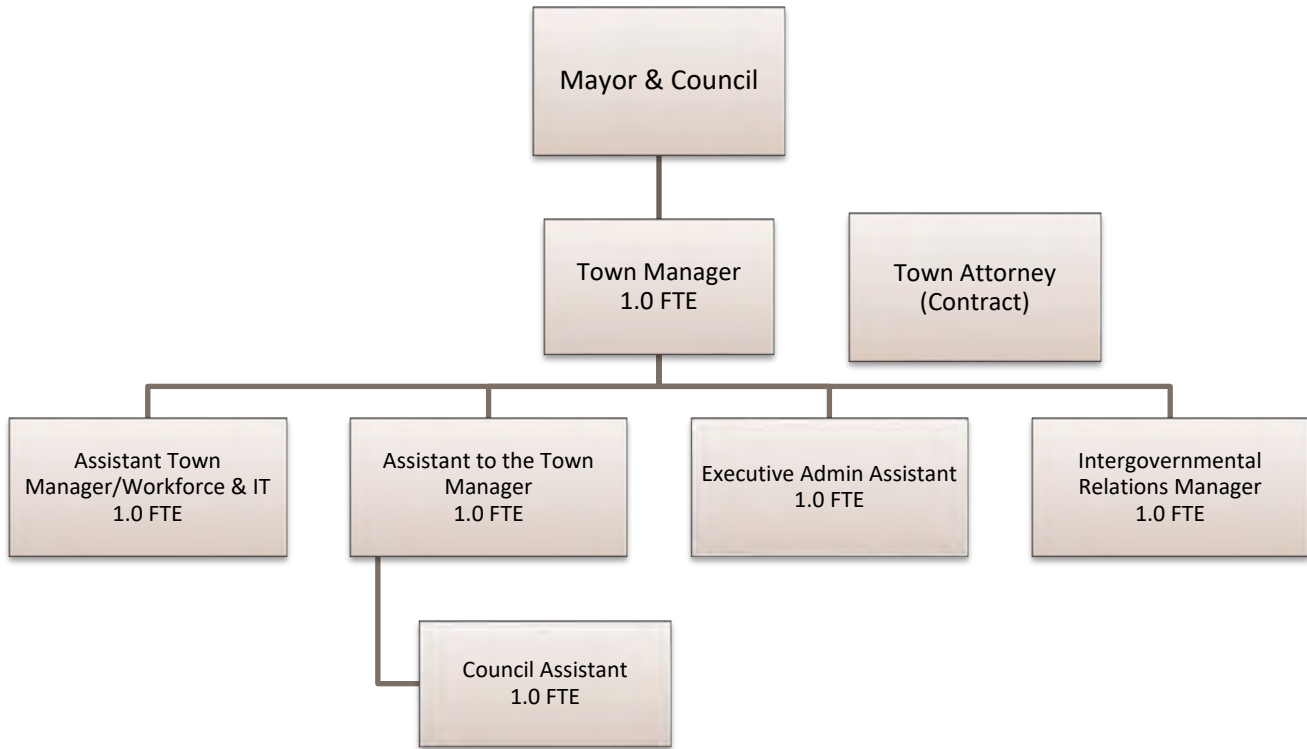 Mayor & Council
Town Manager
1.0 FTE
Town Attorney
(Contract)
Assistant Town
Manager/Workforce & IT
1.0 FTE
Assistant to the Town
Manager
1.0 FTE
Executive Admin Assistant
1.0 FTE
Intergovernmental
Relations Manager
1.0 FTE
Council Assistant
1.0 FTE